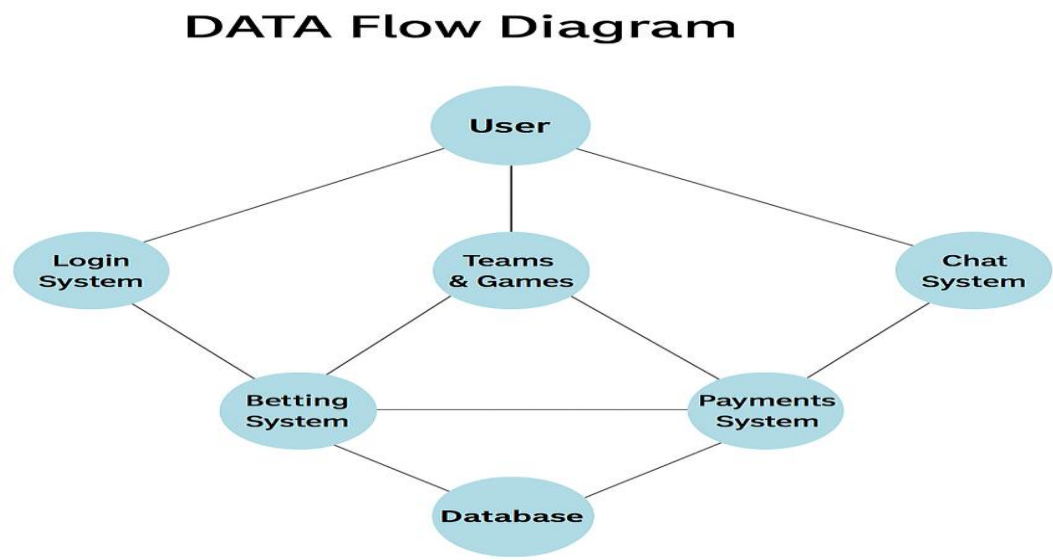 DATA Flow Diagram
User
Login
System
Teams
& Games
Chat
System
Betting
System
Payments
System
Database